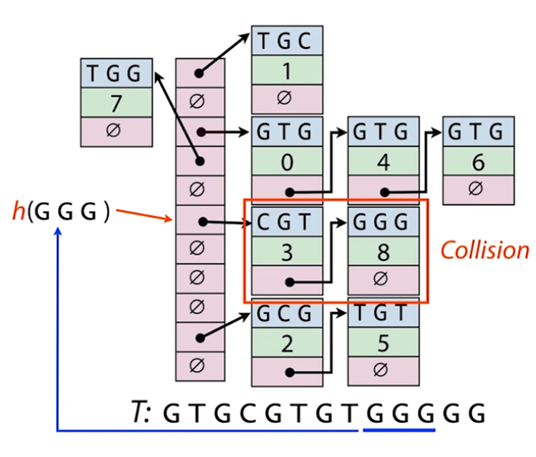 T G C
1
∅
T G G
7
∅
∅
G T G
0
G T G
4
G T G
6
∅
∅
h(G G G)
C G T
3
G G G
8
∅
Collision
∅
∅
∅
G C G
2
T G T
5
∅
∅
T: G T G C G T G T G G G G G